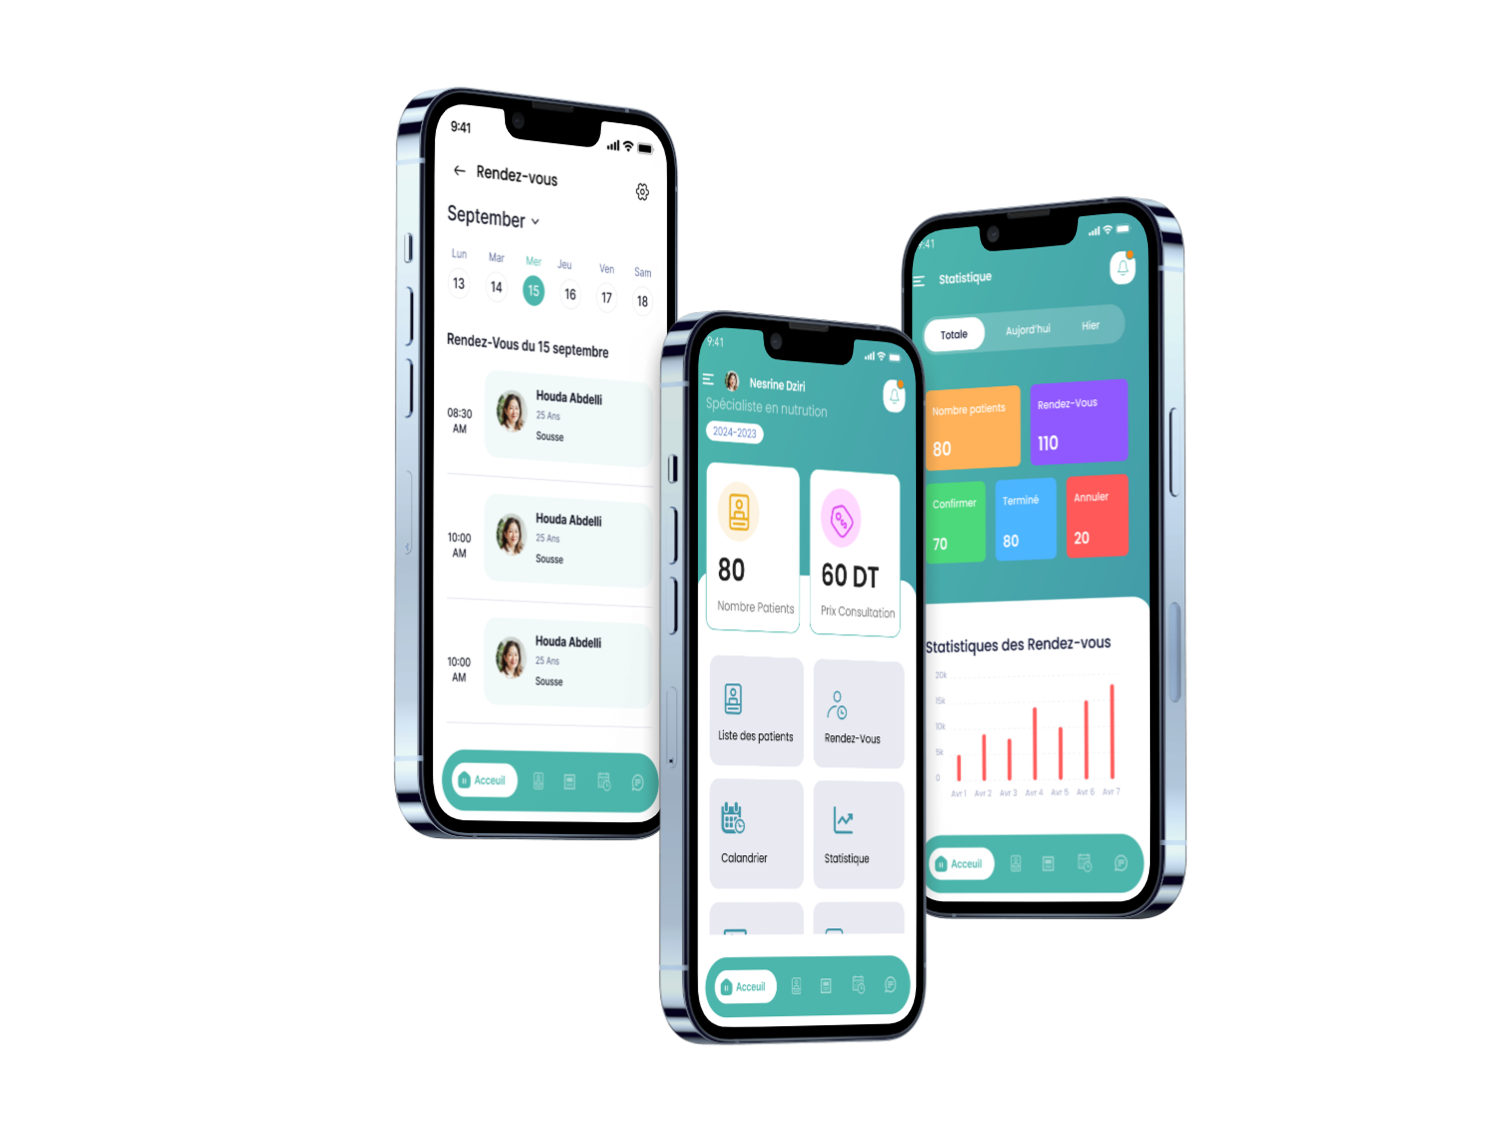 9:41
Rendez-vous
September
Lun Mar Mer Jeu Ven Sam
13 14 15 16 17 18
Rendez-Vous du 15 septembre
08:30
AM
Houda Abdelli
25 Ans
Sousse
10:00
AM
Houda Abdelli
25 Ans
Sousse
10:00
AM
Houda Abdelli
25 Ans
Sousse
Acceuil
9:41
Nesrine Dziri
Spécialiste en nutrution
2024-2023
80
Nombre Patients
60 DT
Prix Consultation
Liste des patients
Rendez-Vous
Calandrier
Statistique
Acceuil
:41
Statistique
Totale Aujord'hui Hier
Nombre patients
80
Rendez-Vous
110
Confirmer
70
Terminé
80
Annuler
20
Statistiques des Rendez-vous
20k
15k
10k
5k
0
Avr 1 Avr 2 Avr 3 Avr 4 Avr 5 Avr 6 Avr 7
Acceuil